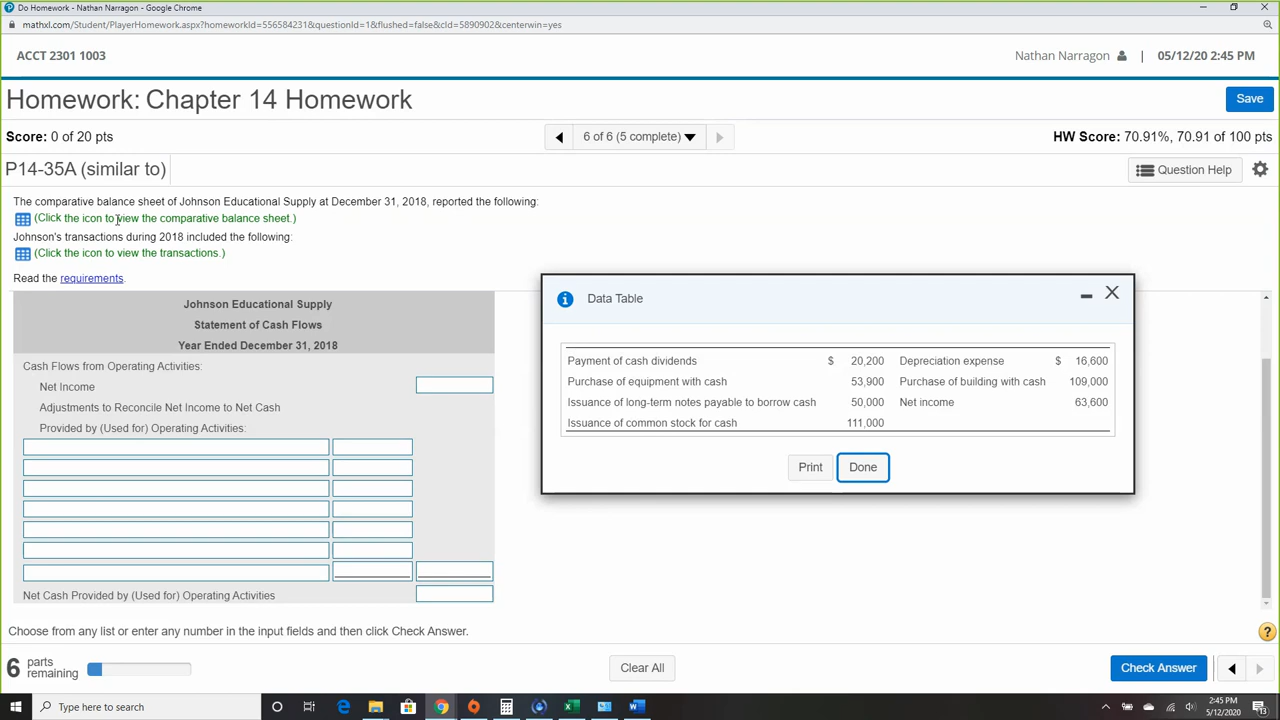 Do Homework - Nathan Narragon - Google Chrome
mathxl.com/Student/PlayerHomework.aspx?homeworkId=556584231&questionId=1&flushed=false&cld=5890902&centerwin=yes
ACCT 2301 1003
Nathan Narragon | 05/12/20 2:45 PM
Homework: Chapter 14 Homework
Save
Score: 0 of 20 pts
6 of 6 (5 complete)
HW Score: 70.91%, 70.91 of 100 pts
P14-35A (similar to)
Question Help
The comparative balance sheet of Johnson Educational Supply at December 31, 2018, reported the following:
(Click the icon to view the comparative balance sheet.)
Johnson's transactions during 2018 included the following:
(Click the icon to view the transactions.)
Read the requirements.
Johnson Educational Supply
Statement of Cash Flows
Year Ended December 31, 2018
Cash Flows from Operating Activities:
Net Income
Adjustments to Reconcile Net Income to Net Cash
Provided by (Used for) Operating Activities:
Net Cash Provided by (Used for) Operating Activities
Data Table
Payment of cash dividends $ 20,200 Depreciation expense $ 16,600
Purchase of equipment with cash 53,900 Purchase of building with cash 109,000
Issuance of long-term notes payable to borrow cash 50,000 Net income 63,600
Issuance of common stock for cash 111,000
Print Done
Choose from any list or enter any number in the input fields and then click Check Answer.
6 parts remaining
Clear All
Check Answer
?
Type here to search
2:45 PM
5/12/2020